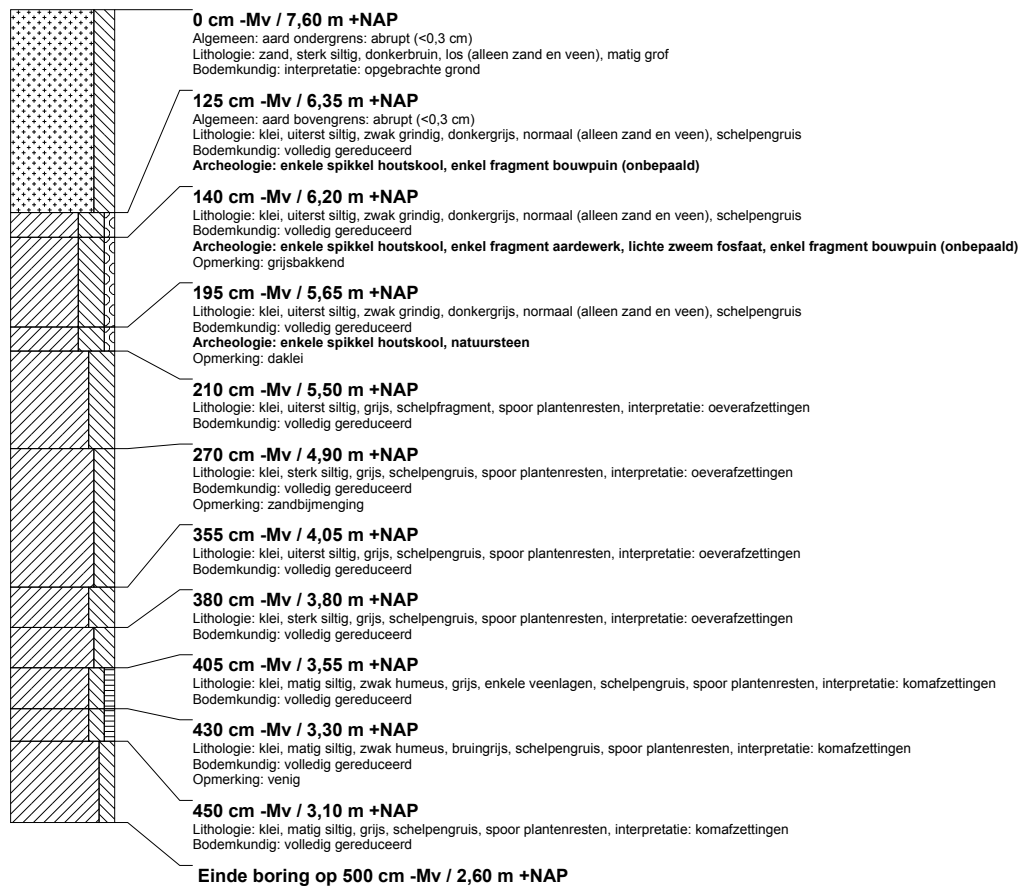 0 cm -Mv / 7,60 m +NAP
Algemeen: aard ondergrens: abrupt (<0,3 cm)
Lithologie: zand, sterk siltig, donkerbruin, los (alleen zand en veen), matig grof
Bodemkundig: interpretatie: opgebrachte grond
125 cm -Mv / 6,35 m +NAP
Algemeen: aard bovengrens: abrupt (<0,3 cm)
Lithologie: klei, uiterst siltig, zwak grindig, donkergrijs, normaal (alleen zand en veen), schelpengruis
Bodemkundig: volledig gereduceerd
Archeologie: enkele spikkel houtskool, enkel fragment bouwpuin (onbepaald)
140 cm -Mv / 6,20 m +NAP
Lithologie: klei, uiterst siltig, zwak grindig, donkergrijs, normaal (alleen zand en veen), schelpengruis
Bodemkundig: volledig gereduceerd
Archeologie: enkele spikkel houtskool, enkel fragment aardewerk, lichte zweem fosfaat, enkel fragment bouwpuin (onbepaald)
Opmerking: grijsbakkend
195 cm -Mv / 5,65 m +NAP
Lithologie: klei, uiterst siltig, zwak grindig, donkergrijs, normaal (alleen zand en veen), schelpengruis
Bodemkundig: volledig gereduceerd
Archeologie: enkele spikkel houtskool, natuursteen
Opmerking: daklei
210 cm -Mv / 5,50 m +NAP
Lithologie: klei, uiterst siltig, grijs, schelpfragment, spoor plantenresten, interpretatie: oeverafzettingen
Bodemkundig: volledig gereduceerd
270 cm -Mv / 4,90 m +NAP
Lithologie: klei, sterk siltig, grijs, schelpengruis, spoor plantenresten, interpretatie: oeverafzettingen
Bodemkundig: volledig gereduceerd
Opmerking: zandbijmenging
355 cm -Mv / 4,05 m +NAP
Lithologie: klei, uiterst siltig, grijs, schelpengruis, spoor plantenresten, interpretatie: oeverafzettingen
Bodemkundig: volledig gereduceerd
380 cm -Mv / 3,80 m +NAP
Lithologie: klei, sterk siltig, grijs, schelpengruis, spoor plantenresten, interpretatie: oeverafzettingen
Bodemkundig: volledig gereduceerd
405 cm -Mv / 3,55 m +NAP
Lithologie: klei, matig siltig, zwak humeus, grijs, enkele veenlagen, schelpengruis, spoor plantenresten, interpretatie: komafzettingen
Bodemkundig: volledig gereduceerd
430 cm -Mv / 3,30 m +NAP
Lithologie: klei, matig siltig, zwak humeus, bruingrijs, schelpengruis, spoor plantenresten, interpretatie: komafzettingen
Bodemkundig: volledig gereduceerd
Opmerking: venig
450 cm -Mv / 3,10 m +NAP
Lithologie: klei, matig siltig, grijs, schelpengruis, spoor plantenresten, interpretatie: komafzettingen
Bodemkundig: volledig gereduceerd
Einde boring op 500 cm -Mv / 2,60 m +NAP